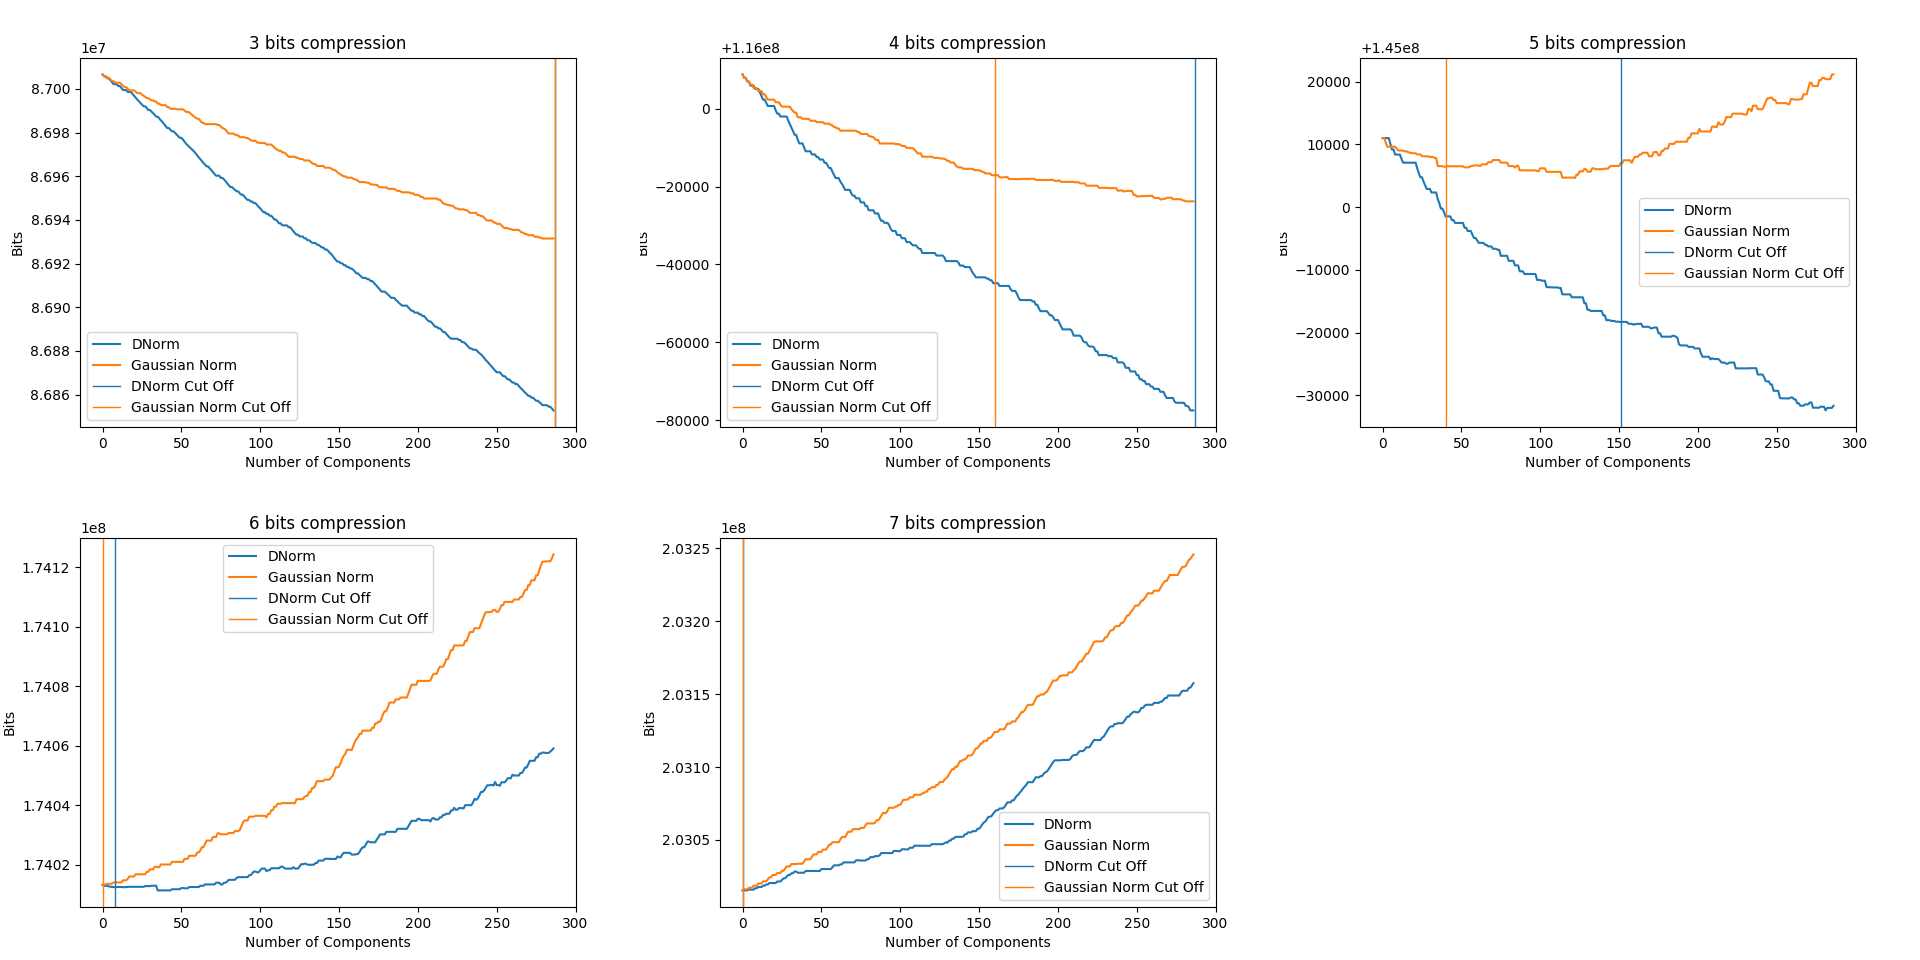 3 bits compression
1e7
8.700
8.698
8.696
8.694
8.692
8.690
8.688
8.686
Bits
DNorm
Gaussian Norm
DNorm Cut Off
Gaussian Norm Cut Off
0 50 100 150 200 250 300
Number of Components
4 bits compression
+1.16e8
0
−20000
−40000
−60000
−80000
Bits
DNorm
Gaussian Norm
DNorm Cut Off
Gaussian Norm Cut Off
0 50 100 150 200 250 300
Number of Components
5 bits compression
+1.45e8
20000
10000
0
−10000
−20000
−30000
Bits
DNorm
Gaussian Norm
DNorm Cut Off
Gaussian Norm Cut Off
0 50 100 150 200 250 300
Number of Components
6 bits compression
1e8
1.7412
1.7410
1.7408
1.7406
1.7404
1.7402
Bits
DNorm
Gaussian Norm
DNorm Cut Off
Gaussian Norm Cut Off
0 50 100 150 200 250 300
Number of Components
7 bits compression
1e8
2.0325
2.0320
2.0315
2.0310
2.0305
Bits
DNorm
Gaussian Norm
DNorm Cut Off
Gaussian Norm Cut Off
0 50 100 150 200 250 300
Number of Components